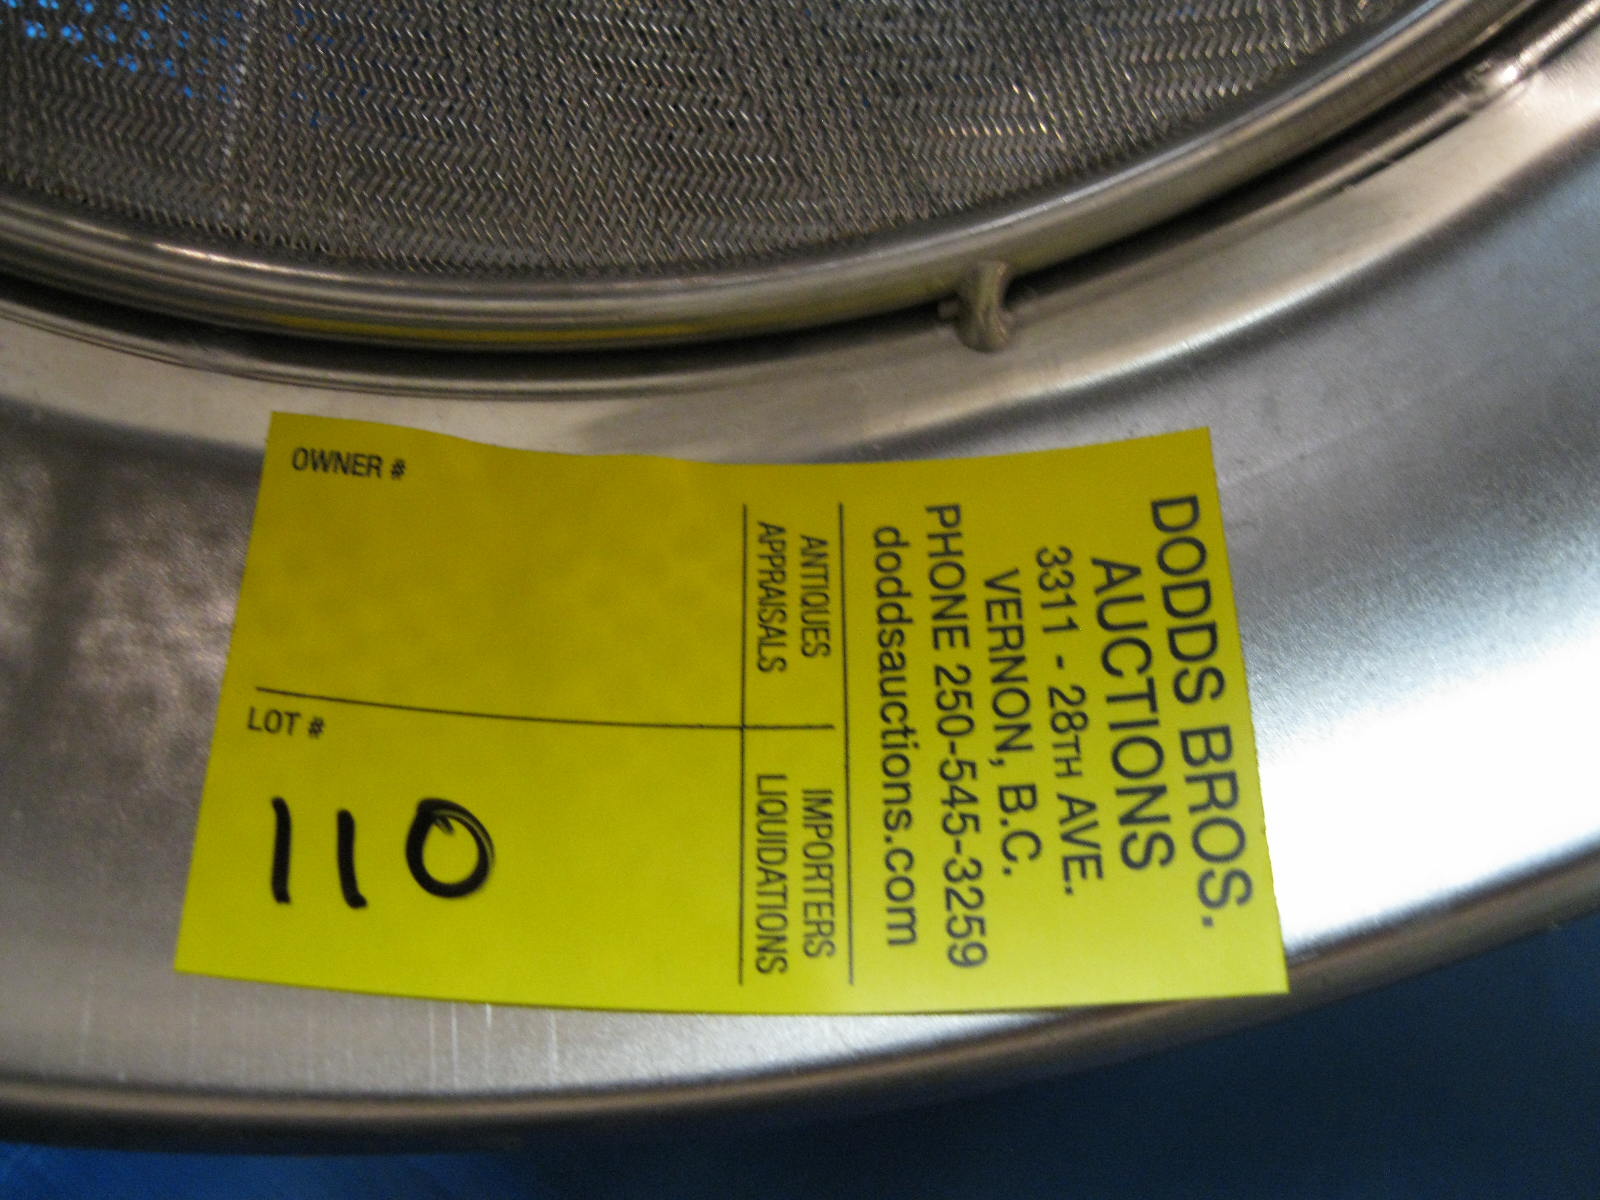 DODDS BROS.
AUCTIONS
3311 - 28TH AVE.
VERNON, B.C.
PHONE 250-545-3259
doddsauctions.com
ANTIQUES
APPRAISALS
IMPORTERS
LIQUIDATIONS
OWNER #
LOT #
110